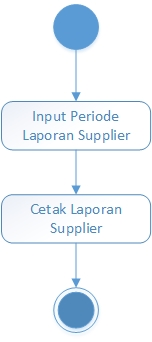 Input Periode
Laporan Supplier
Cetak Laporan
Supplier